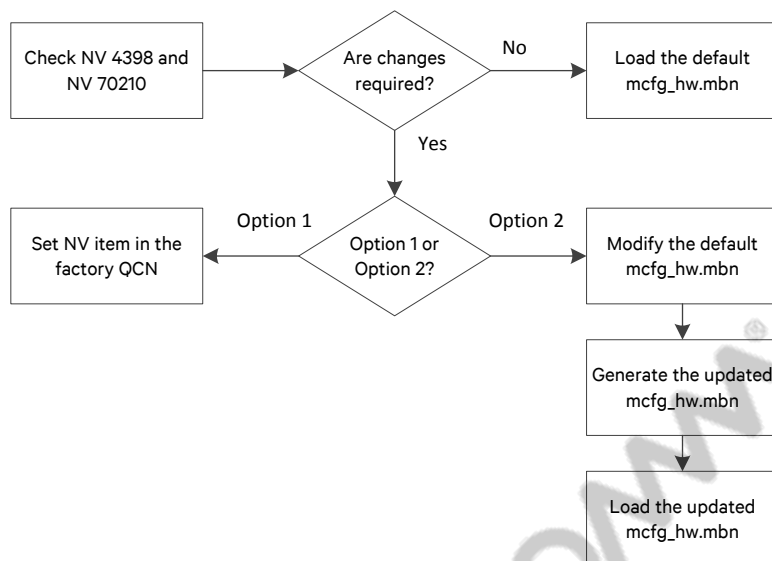 Check NV 4398 and
NV 70210
Are changes
required?
No
Load the default
mcfg_hw.mbn
Yes
Option 1
Set NV item in the
factory QCN
Option 1 or
Option 2?
Option 2
Modify the default
mcfg_hw.mbn
Generate the updated
mcfg_hw.mbn
Load the updated
mcfg_hw.mbn